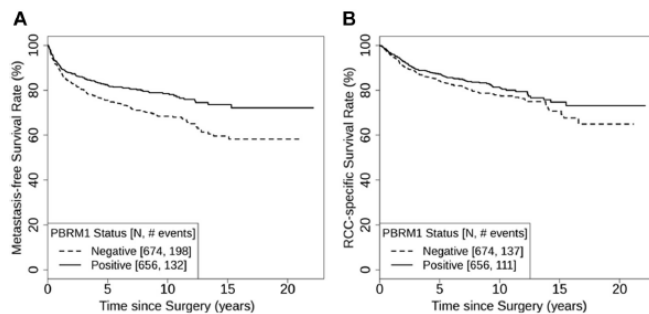 A
Metastasis-free Survival Rate (%)
100
80
60
40
20
0
PBRM1 Status [N, # events]
Negative [674, 198]
Positive [656, 132]
0 5 10 15 20
Time since Surgery (years)
B
RCC-specific Survival Rate (%)
100
80
60
40
20
0
PBRM1 Status [N, # events]
Negative [674, 137]
Positive [656, 111]
0 5 10 15 20
Time since Surgery (years)